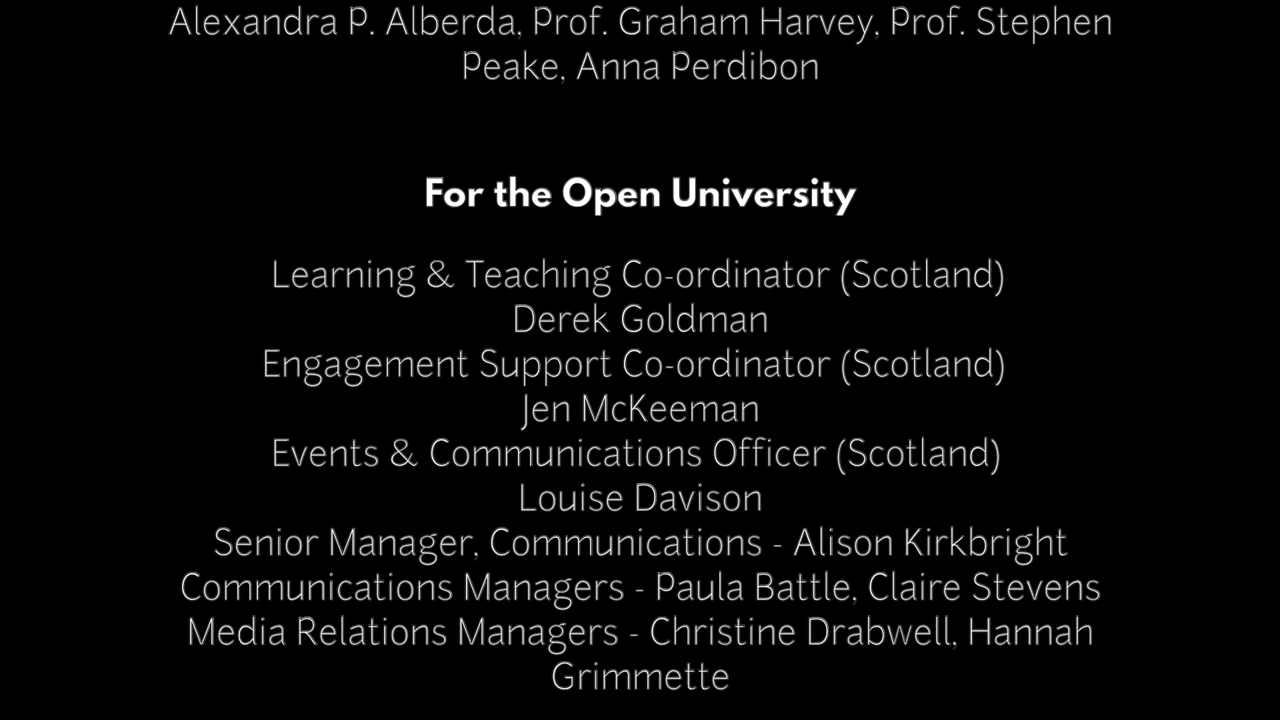 Alexandra P. Alberda, Prof. Graham Harvey, Prof. Stephen
Peake, Anna Perdibon
For the Open University
Learning & Teaching Co-ordinator (Scotland)
Derek Goldman
Engagement Support Co-ordinator (Scotland)
Jen McKeeman
Events & Communications Officer (Scotland)
Louise Davison
Senior Manager, Communications - Alison Kirkbright
Communications Managers - Paula Battle, Claire Stevens
Media Relations Managers - Christine Drabwell, Hannah
Grimmette